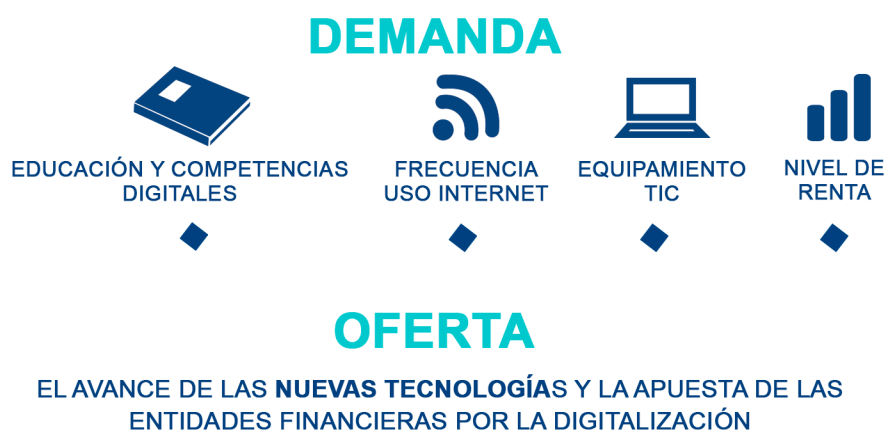 DEMANDA
EDUCACIÓN Y COMPETENCIAS
DIGITALES
FRECUENCIA
USO INTERNET
EQUIPAMIENTO
TIC
NIVEL DE
RENTA
OFERTA
EL AVANCE DE LAS NUEVAS TECNOLOGÍAS Y LA APUESTA DE LAS
ENTIDADES FINANCIERAS POR LA DIGITALIZACIÓN